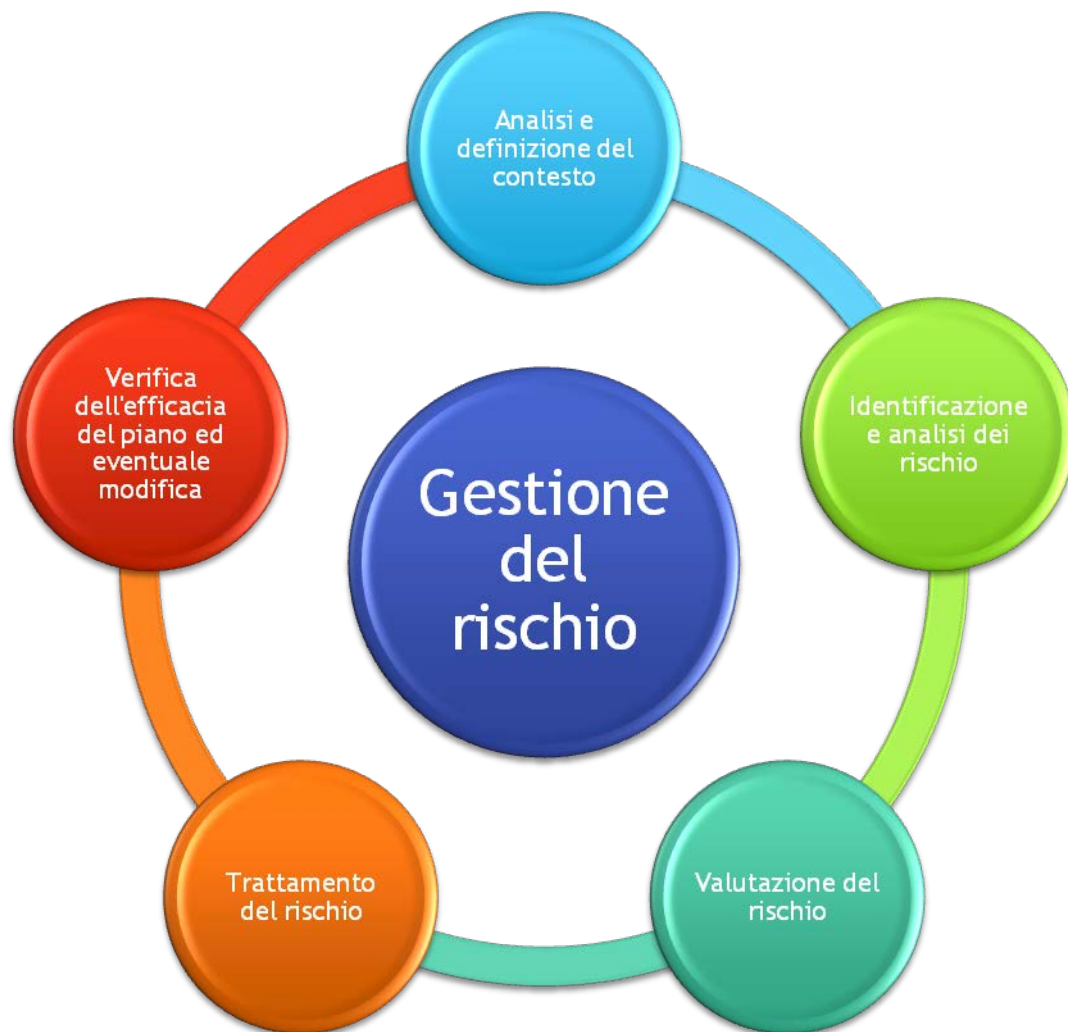 Analisi e
definizione del
contesto
Identificazione
e analisi dei
rischio
Valutazione del
rischio
Trattamento
del rischio
Verifica
dell'efficacia
del piano ed
eventuale
modifica
Gestione
del
rischio